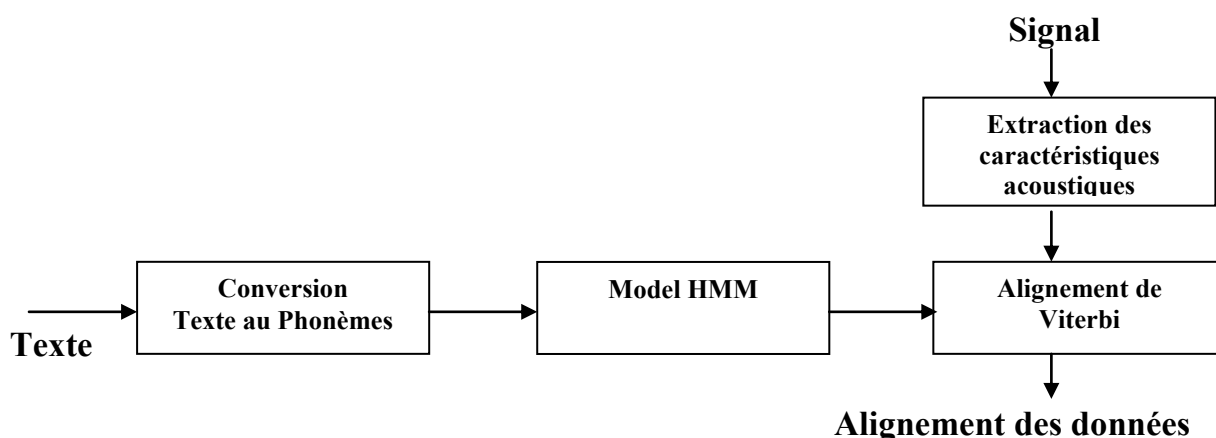 Signal
Extraction des
caractéristiques
acoustiques
Conversion
Texte au Phonèmes
Model HMM
Alignement de
Viterbi
Texte
Alignement des données